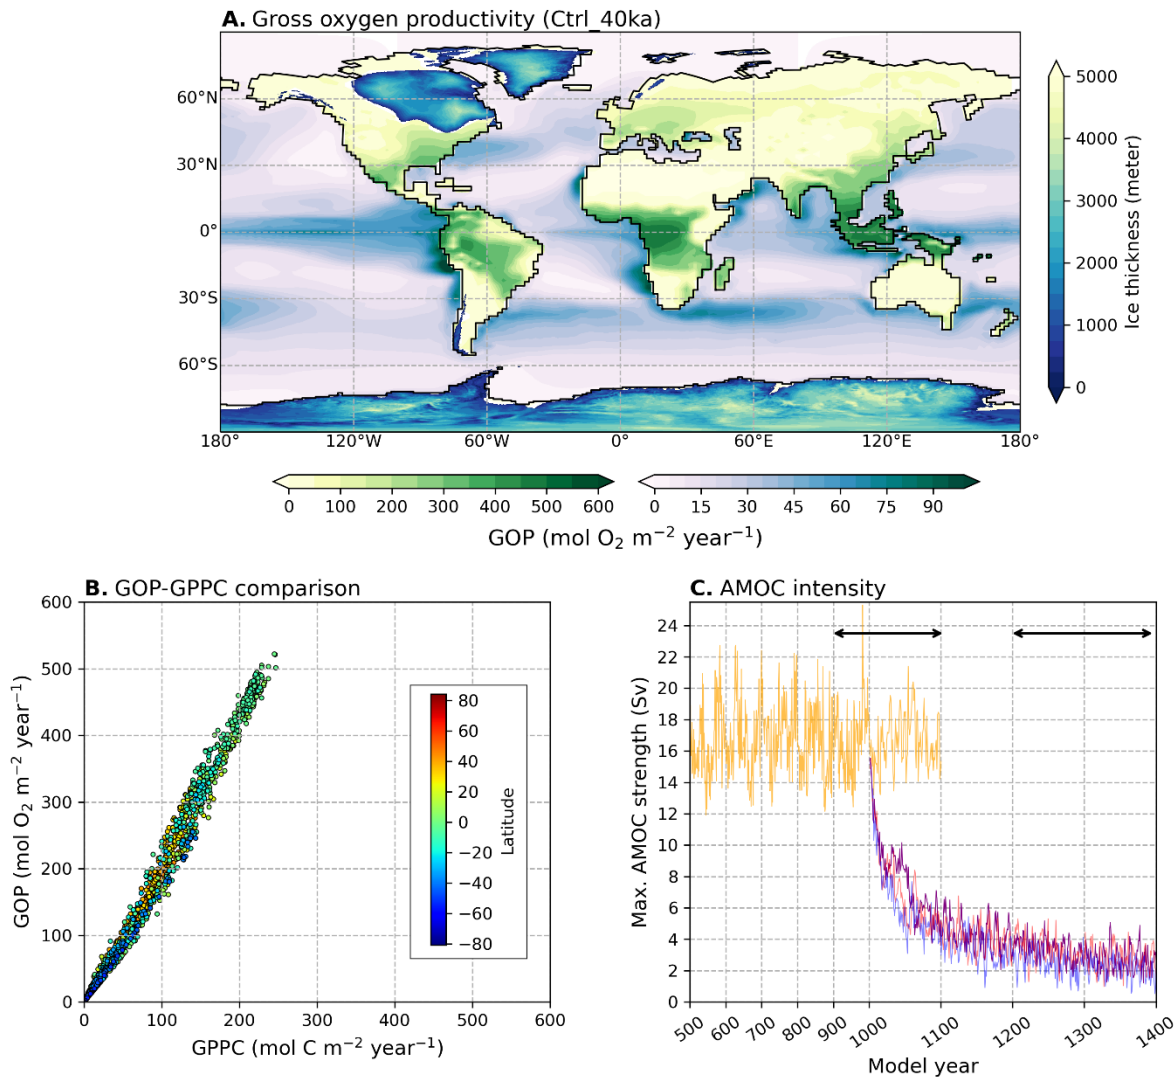 A. Gross oxygen productivity (Ctrl_40ka)
60°N
30°N
0°
30°S
60°S
180° 120°W 60°W 0° 60°E 120°E 180°
5000
4000
3000
2000
1000
0
Ice thickness (meter)
0 100 200 300 400 500 600
0 15 30 45 60 75 90
GOP (mol O₂ m⁻² year⁻¹)
B. GOP-GPPC comparison
600
500
400
300
200
100
0
GOP (mol O₂ m⁻² year⁻¹)
0 100 200 300 400 500 600
GPPC (mol C m⁻² year⁻¹)
80
60
40
20
0
−20
−40
−60
−80
Latitude
C. AMOC intensity
24
22
20
18
16
14
12
10
8
6
4
2
0
Max. AMOC strength (Sv)
500 600 700 800 900 1000 1100 1200 1300 1400
Model year